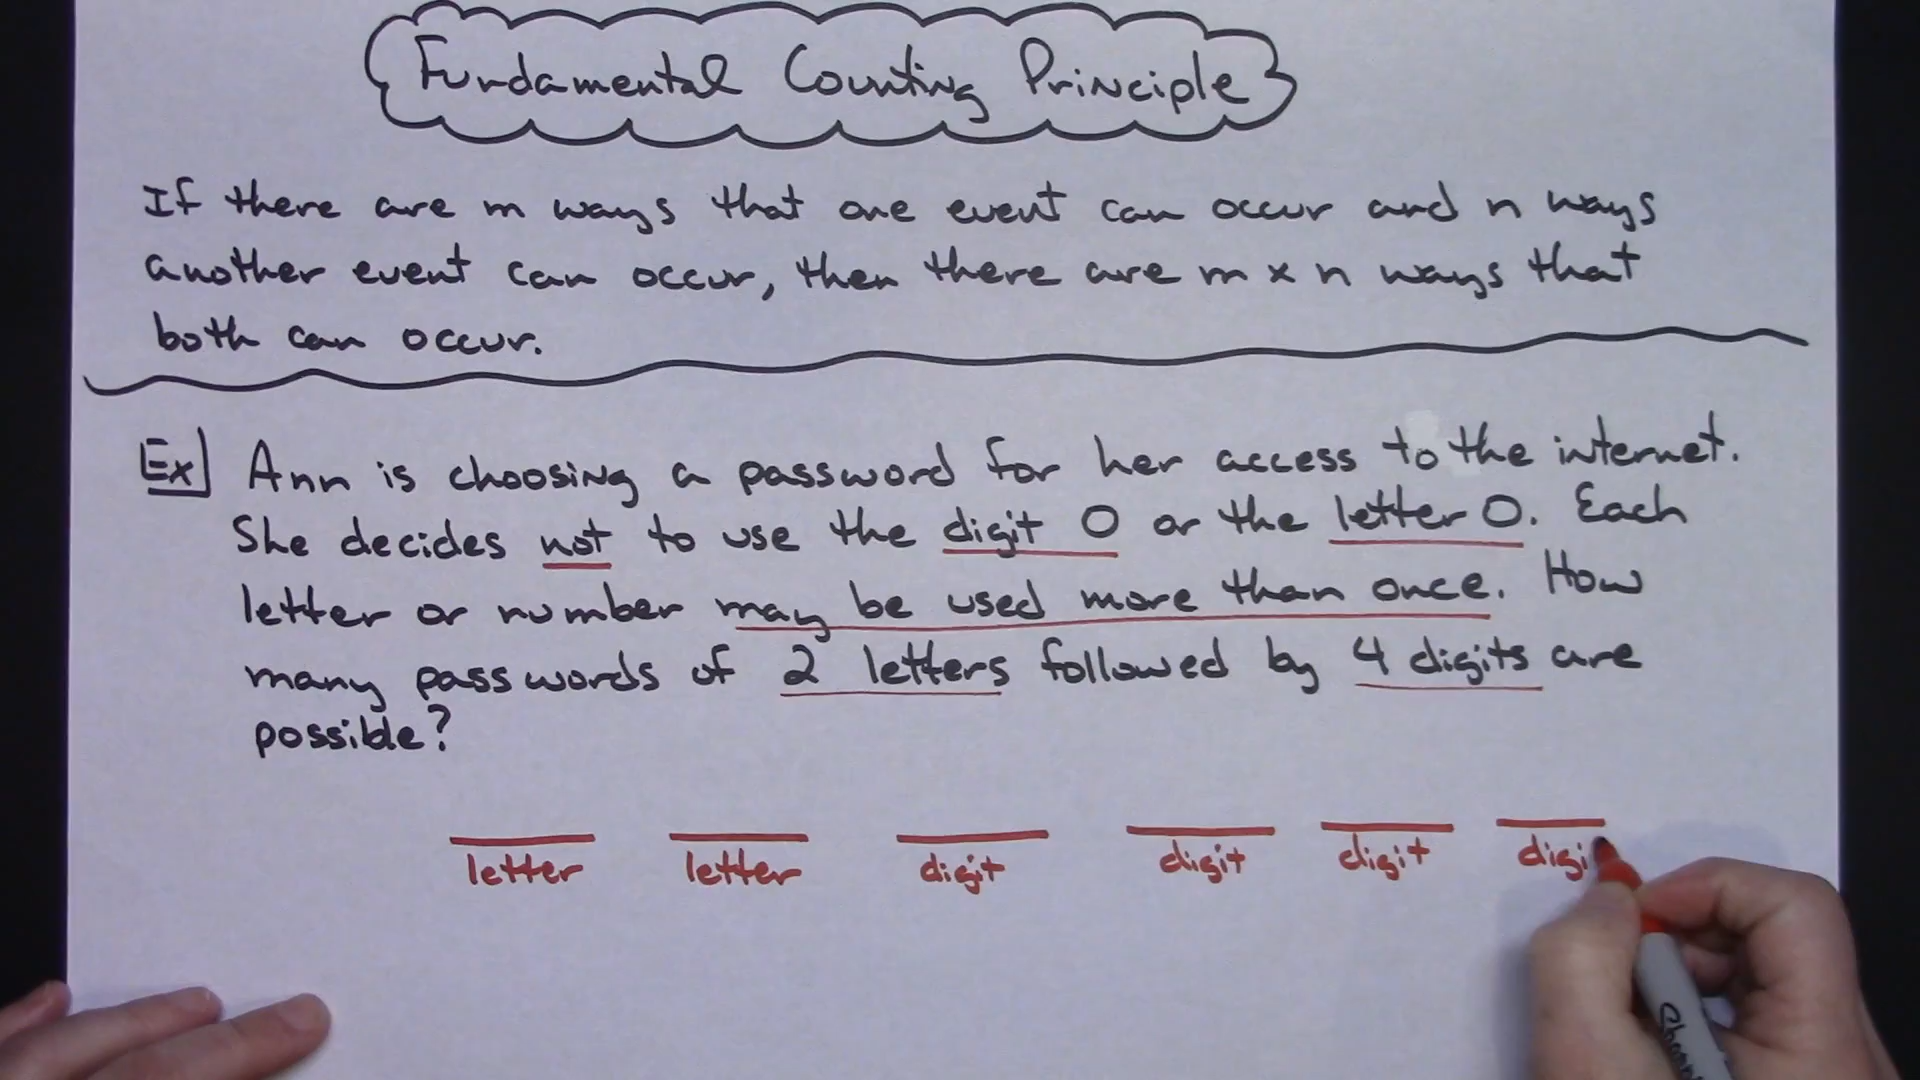 Fundamental Counting Principle
If there are m ways that one event can occur and n ways
another event can occur, then there are m x n ways that
both can occur.
Ex Ann is choosing a password for her access to the internet.
She decides not to use the digit 0 or the letter O. Each
letter or number may be used more than once. How
many passwords of 2 letters followed by 4 digits are
possible?
letter letter digit digit digit digi
Sharp